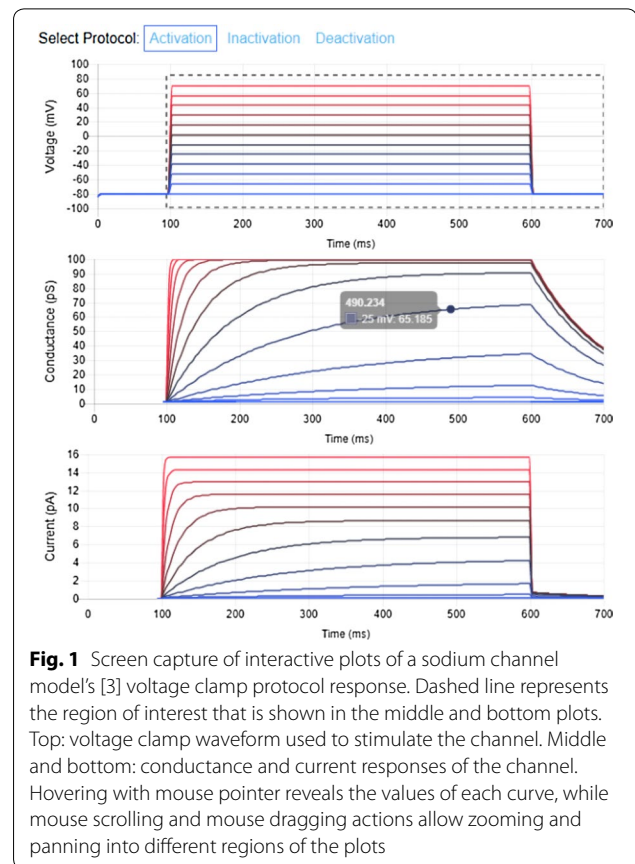 Select Protocol: Activation Inactivation Deactivation
100
80
60
40
20
0
-20
-40
-60
-80
-100
Voltage (mV)
0 100 200 300 400 500 600 700
Time (ms)
100
90
80
70
60
50
40
30
20
10
0
Conductance (pS)
490.234
-25 mV: 65.185
0 100 200 300 400 500 600 700
Time (ms)
16
14
12
10
8
6
4
2
0
Current (pA)
0 100 200 300 400 500 600 700
Time (ms)
Fig. 1 Screen capture of interactive plots of a sodium channel
model’s [3] voltage clamp protocol response. Dashed line represents
the region of interest that is shown in the middle and bottom plots.
Top: voltage clamp waveform used to stimulate the channel. Middle
and bottom: conductance and current responses of the channel.
Hovering with mouse pointer reveals the values of each curve, while
mouse scrolling and mouse dragging actions allow zooming and
panning into different regions of the plots